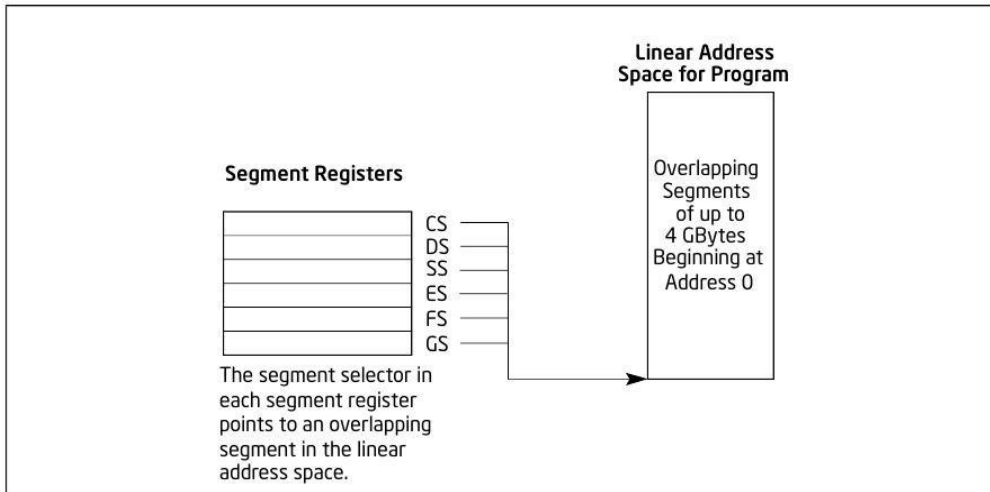 Linear Address
Space for Program
Overlapping
Segments
of up to
4 GBytes
Beginning at
Address 0
Segment Registers
CS
DS
SS
ES
FS
GS
The segment selector in
each segment register
points to an overlapping
segment in the linear
address space.